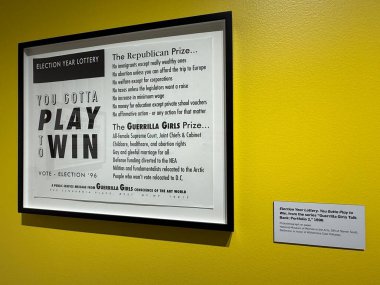 ELECTION YEAR LOTTERY
YOU GOTTA
PLAY
TO
WIN
VOTE - ELECTION '96
The Republican Prize...
No immigrants except really wealthy ones
No abortion unless you can afford the trip to Europe
No welfare except for corporations
No taxes unless the legislators want a raise
No increase in minimum wage
No money for education except private school vouchers
No affirmative action - or any action for that matter
The GUERRILLA GIRLS Prize...
All-female Supreme Court, Joint Chiefs & Cabinet
Childcare, healthcare, and abortion rights
Gay and gleeful marriage for all
Defense funding diverted to the NEA
Militias and fundamentalists relocated to the Arctic
People who won't vote relocated to D.C.
A PUBLIC SERVICE MESSAGE FROM GUERRILLA GIRLS CONSCIENCE OF THE ART WORLD
Election Year Lottery. You Gotta Play to
Win, from the series "Guerrilla Girls Talk
Back: Portfolio 2," 1996